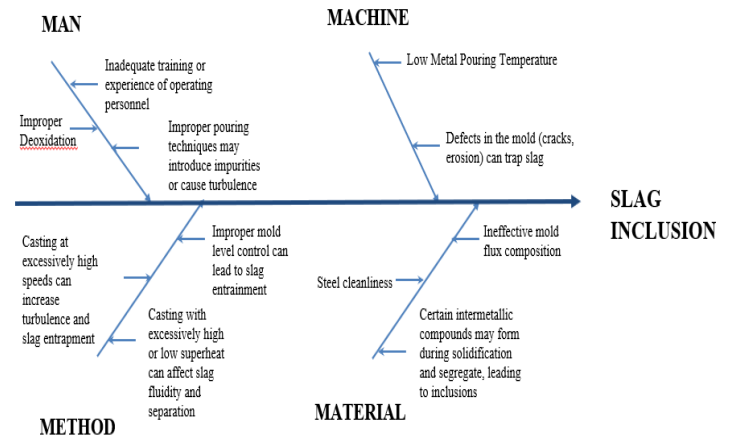 MAN
MACHINE
Inadequate training or
experience of operating
personnel
Improper
Deoxidation
Improper pouring
techniques may
introduce impurities
or cause turbulence
Low Metal Pouring Temperature
Defects in the mold (cracks,
erosion) can trap slag
SLAG
INCLUSION
Casting at
excessively high
speeds can
increase
turbulence and
slag entrapment
Improper mold
level control can
lead to slag
entrainment
Casting with
excessively high
or low superheat
can affect slag
fluidity and
separation
Ineffective mold
flux composition
Steel cleanliness
Certain intermetallic
compounds may form
during solidification
and segregate, leading
to inclusions
METHOD
MATERIAL